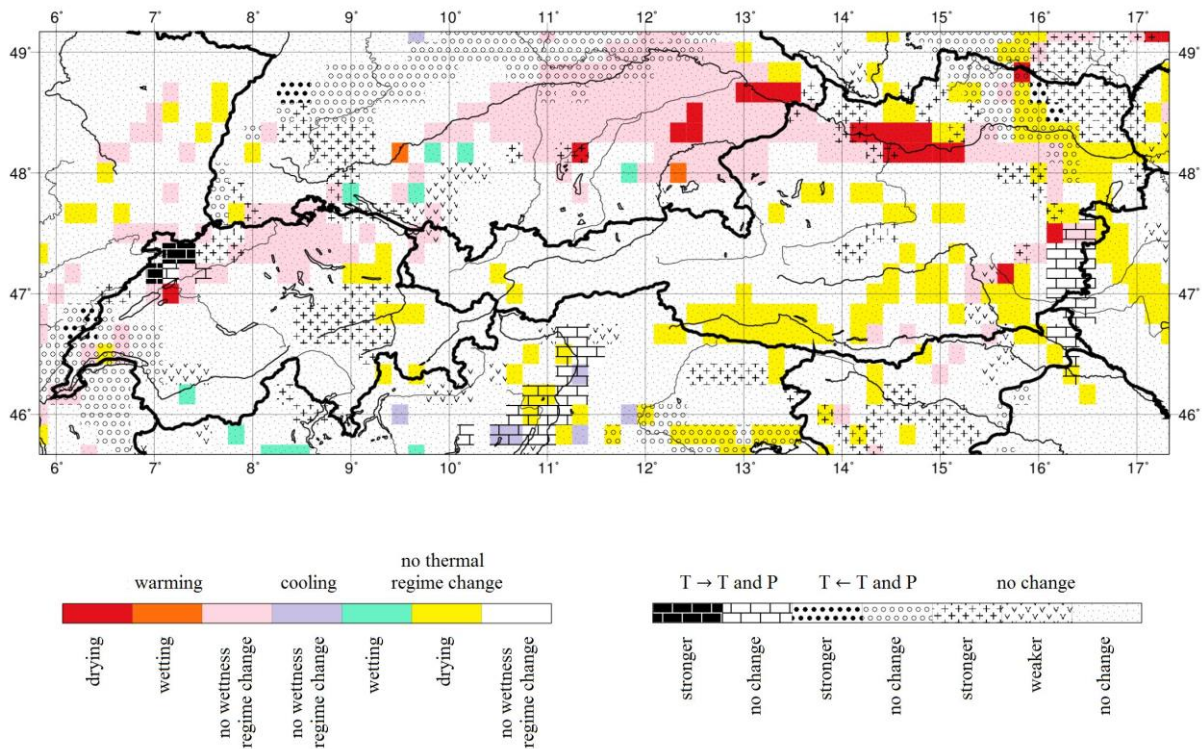 6° 7° 8° 9° 10° 11° 12° 13° 14° 15° 16° 17°
49° 49°
48° 48°
47° 47°
46° 46°
6° 7° 8° 9° 10° 11° 12° 13° 14° 15° 16° 17°
warming cooling no thermal
regime change
T → T and P T ← T and P no change
drying
wetting
no wettness
regime change
no wettness
regime change
wetting
drying
no wettness
regime change
stronger
no change
stronger
no change
stronger
weaker
no change